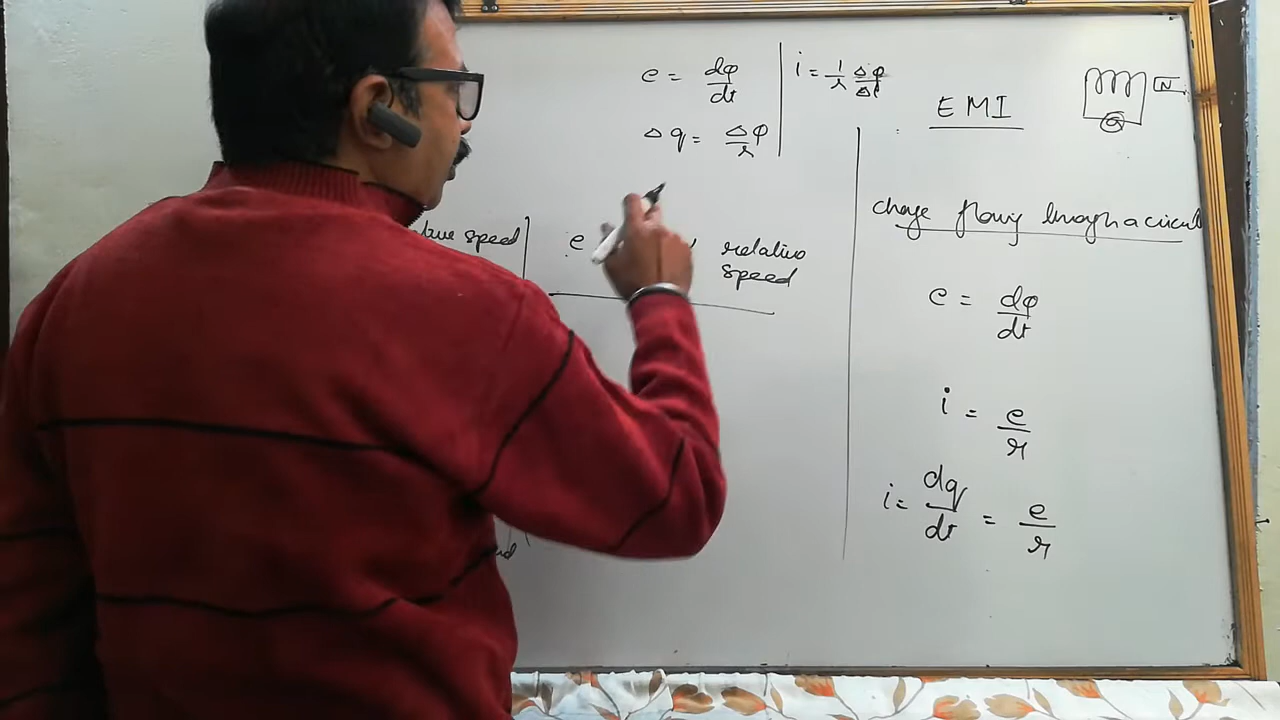 e = dφ/dt
i = 1/r Δφ/Δt
Δq = Δφ/r
EMI
N
G
speed
e
relative
speed
charge flowing through a circuit
e = dφ/dt
i = e/r
i = dq/dt = e/r